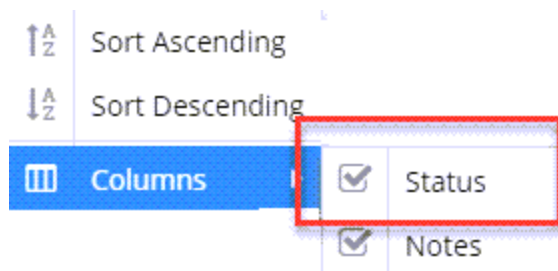 Sort Ascending
Sort Descending
Columns
Status
Notes